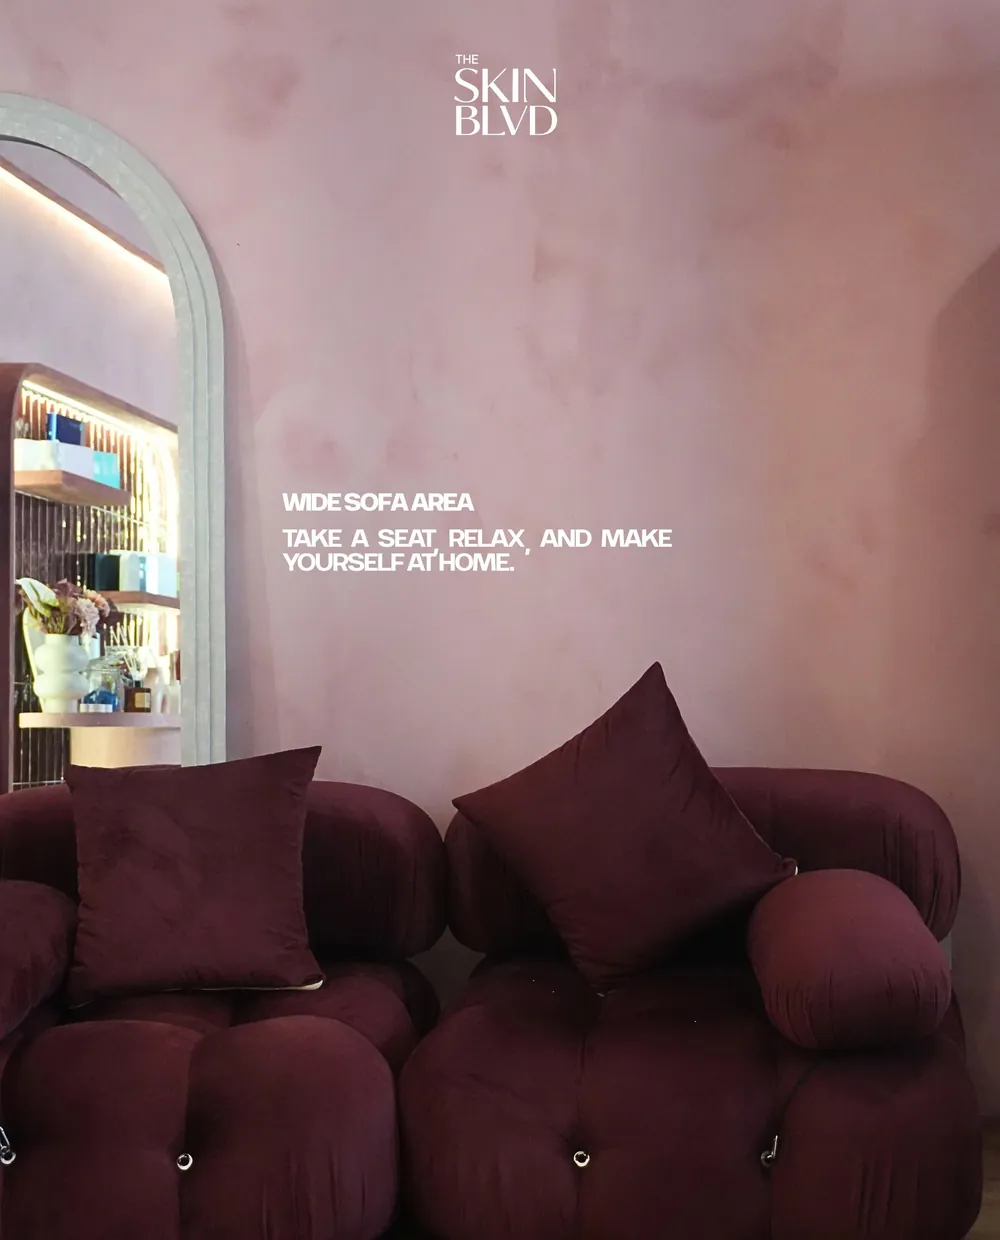 THE
SKIN
BLVD
WIDE SOFA AREA
TAKE A SEAT, RELAX, AND MAKE
YOURSELF AT HOME.